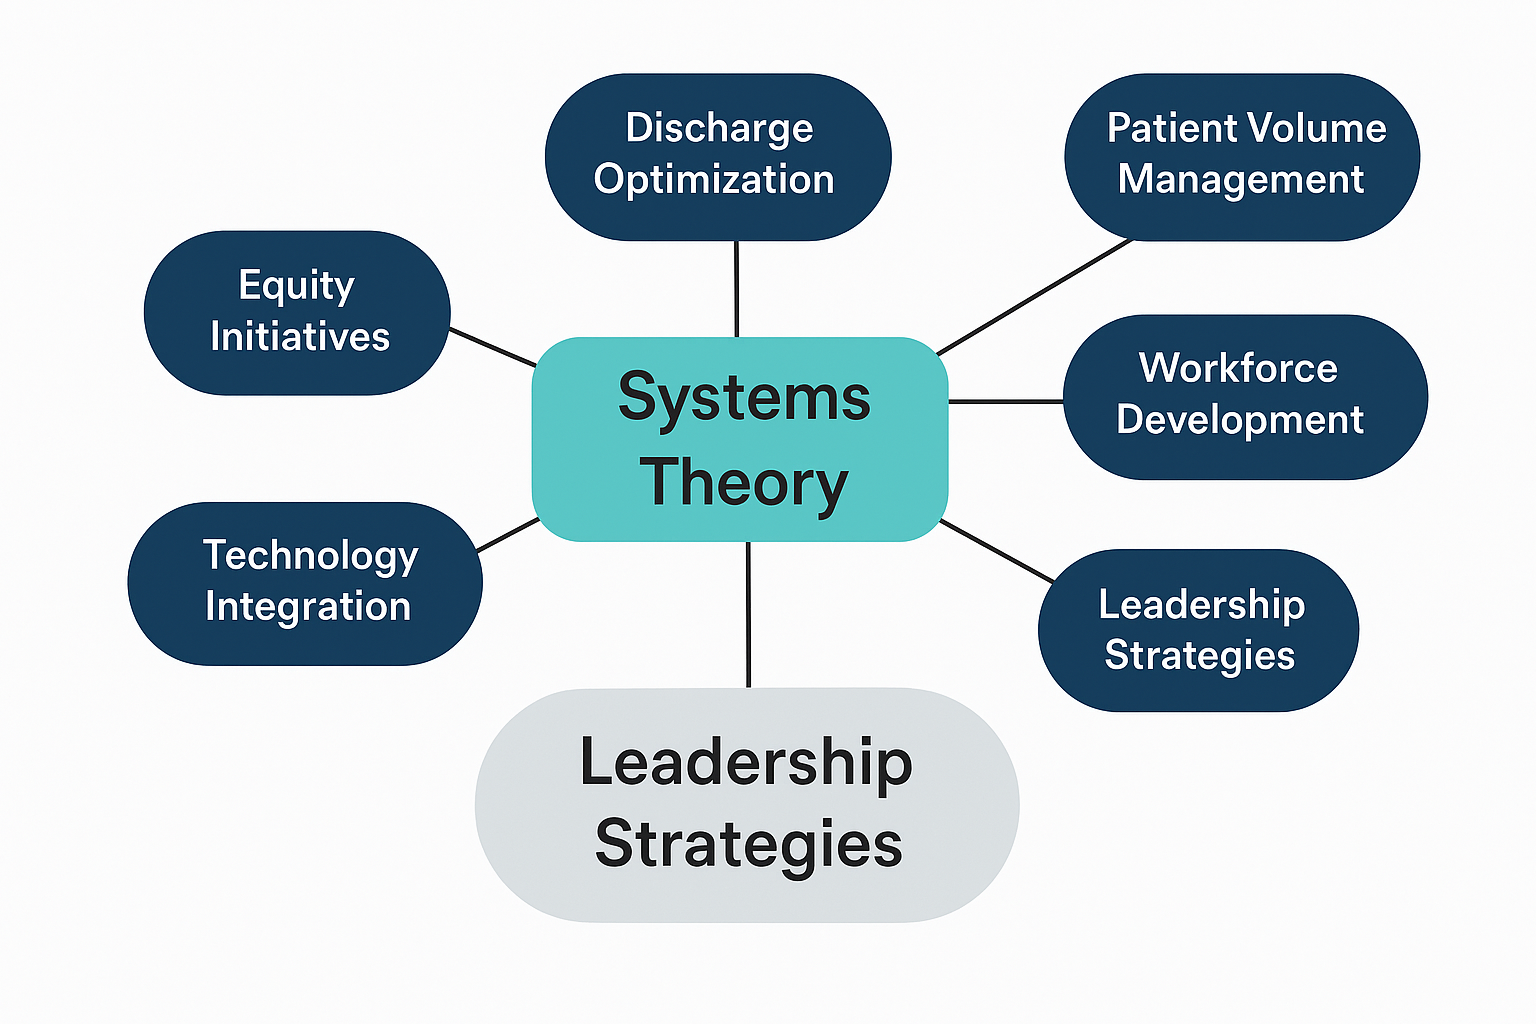 Discharge
Optimization
Patient Volume
Management
Equity
Initiatives
Systems
Theory
Workforce
Development
Technology
Integration
Leadership
Strategies
Leadership
Strategies